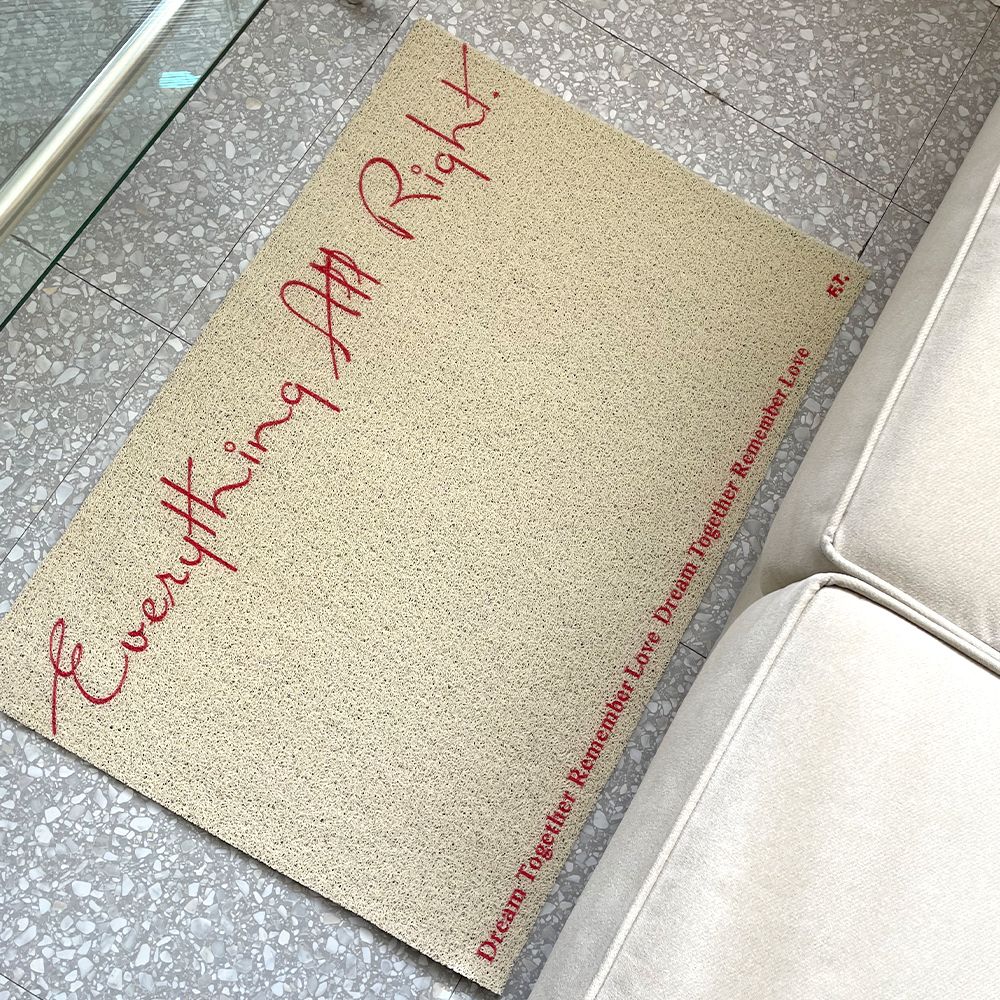 Everything All Right.
F.T.
Dream Together Remember Love Dream Together Remember Love